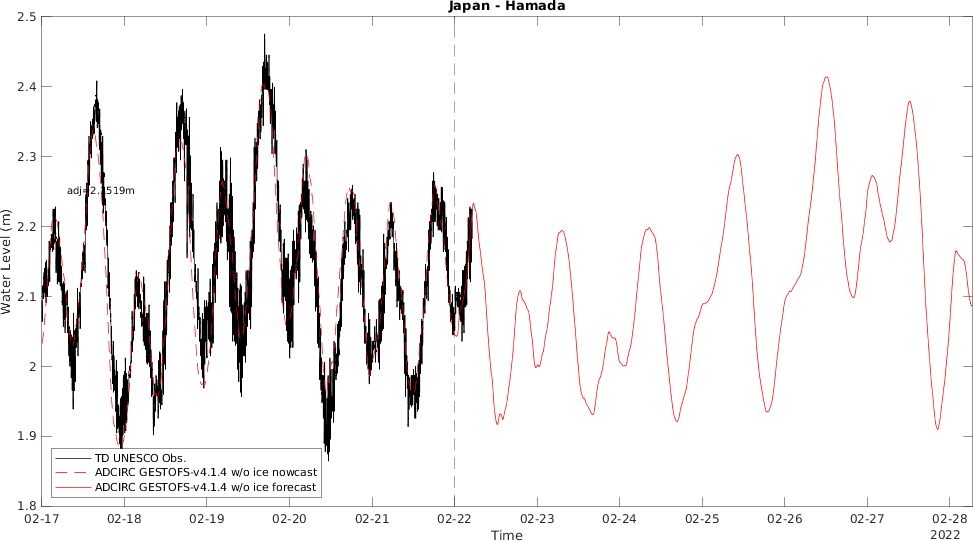 Japan - Hamada
2.5
2.4
2.3
2.2
2.1
2
1.9
1.8
Water Level (m)
TD UNESCO Obs.
ADCIRC GESTOFS-v4.1.4 w/o ice nowcast
ADCIRC GESTOFS-v4.1.4 w/o ice forecast
02-17 02-18 02-19 02-20 02-21 02-22 02-23 02-24 02-25 02-26 02-27 02-28
Time
2022